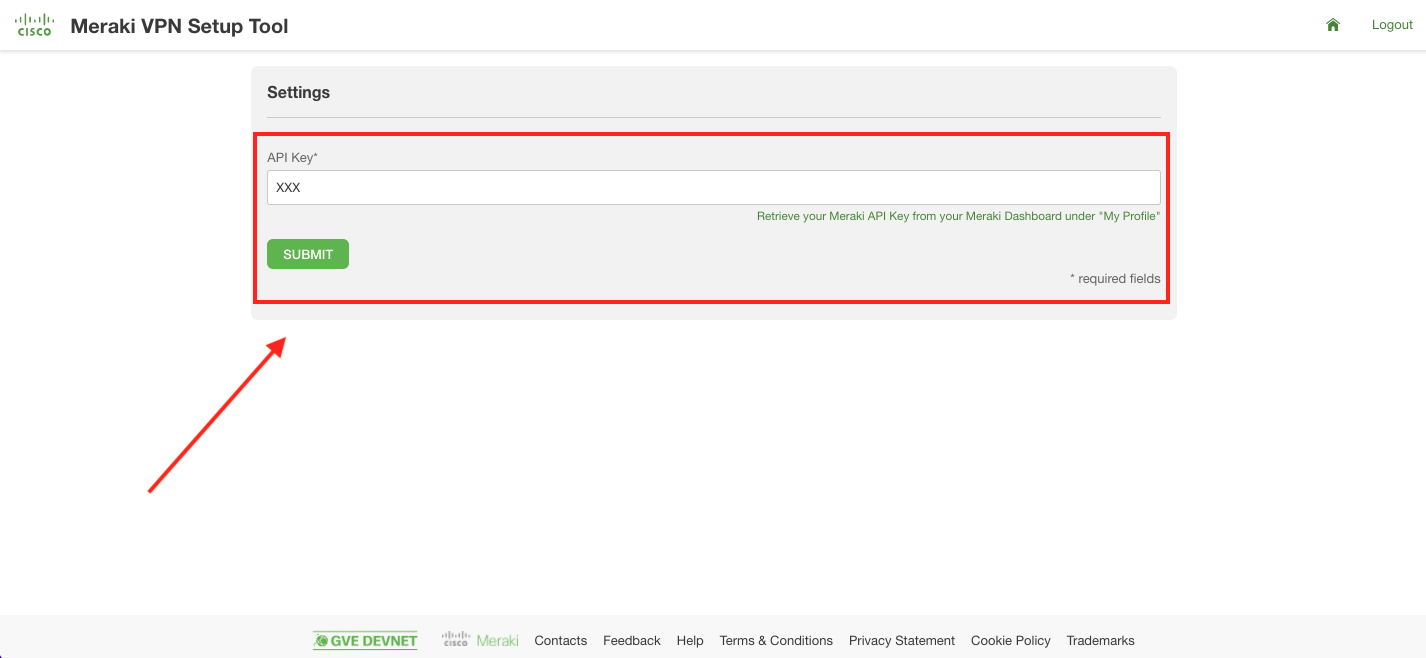 CISCO Meraki VPN Setup Tool Logout
Settings
API Key*
XXX
Retrieve your Meraki API Key from your Meraki Dashboard under "My Profile"
SUBMIT
* required fields
GVE DEVNET CISCO Meraki Contacts Feedback Help Terms & Conditions Privacy Statement Cookie Policy Trademarks